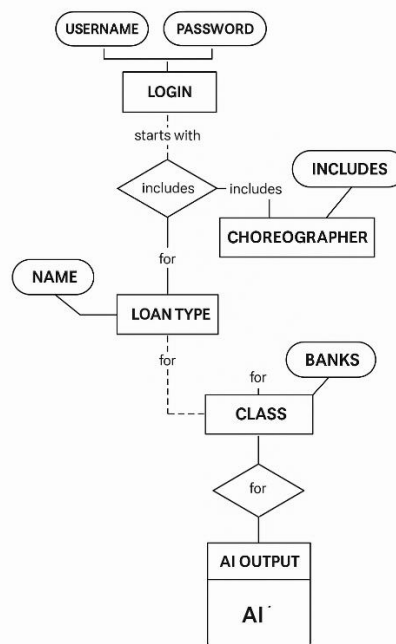 USERNAME
PASSWORD
LOGIN
starts with
includes
includes
INCLUDES
CHOREOGRAPHER
for
NAME
LOAN TYPE
for
BANKS
for
CLASS
for
AI OUTPUT
AI